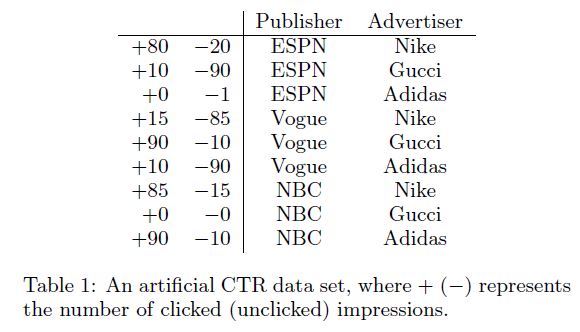 Publisher Advertiser
+80 −20 ESPN Nike
+10 −90 ESPN Gucci
+0 −1 ESPN Adidas
+15 −85 Vogue Nike
+90 −10 Vogue Gucci
+10 −90 Vogue Adidas
+85 −15 NBC Nike
+0 −0 NBC Gucci
+90 −10 NBC Adidas
Table 1: An artificial CTR data set, where + (−) represents
the number of clicked (unclicked) impressions.